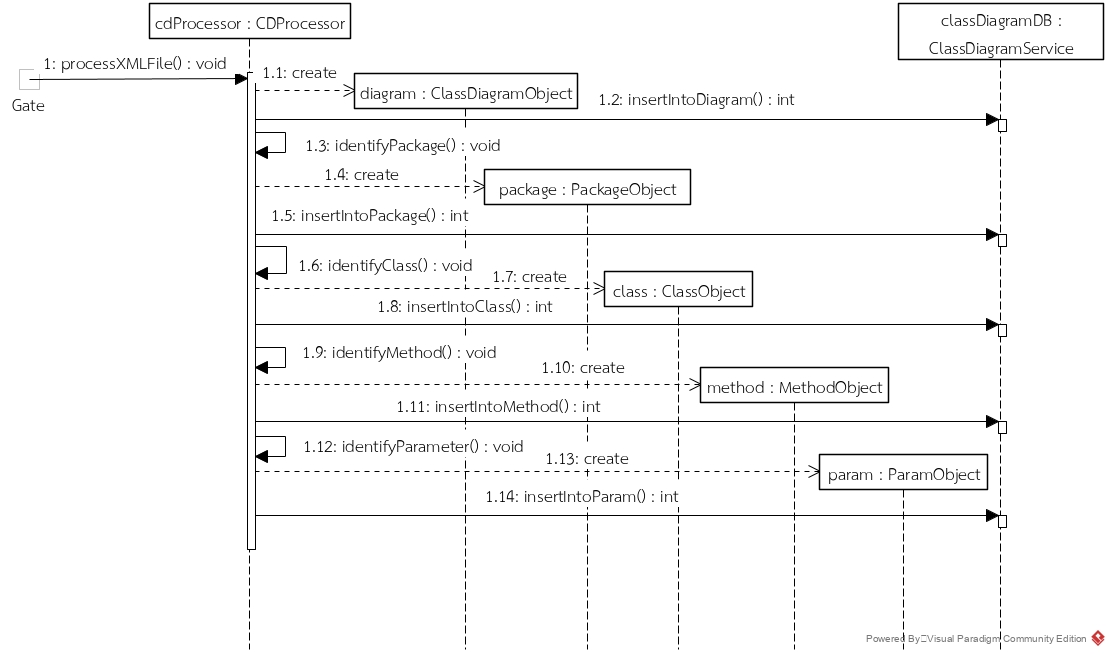 cdProcessor : CDProcessor
classDiagramDB :
ClassDiagramService
1: processXMLFile() : void
Gate
1.1: create
diagram : ClassDiagramObject
1.2: insertIntoDiagram() : int
1.3: identifyPackage() : void
1.4: create
package : PackageObject
1.5: insertIntoPackage() : int
1.6: identifyClass() : void
1.7: create
class : ClassObject
1.8: insertIntoClass() : int
1.9: identifyMethod() : void
1.10: create
method : MethodObject
1.11: insertIntoMethod() : int
1.12: identifyParameter() : void
1.13: create
param : ParamObject
1.14: insertIntoParam() : int
Powered By Visual Paradigm Community Edition